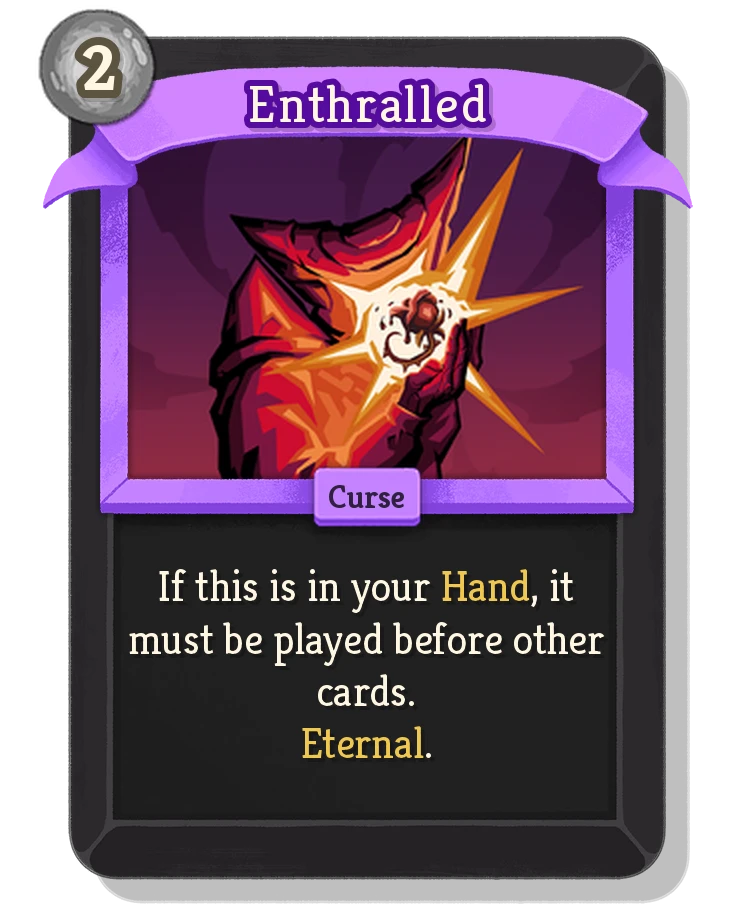 2
Enthralled
Curse
If this is in your Hand, it
must be played before other
cards.
Eternal.